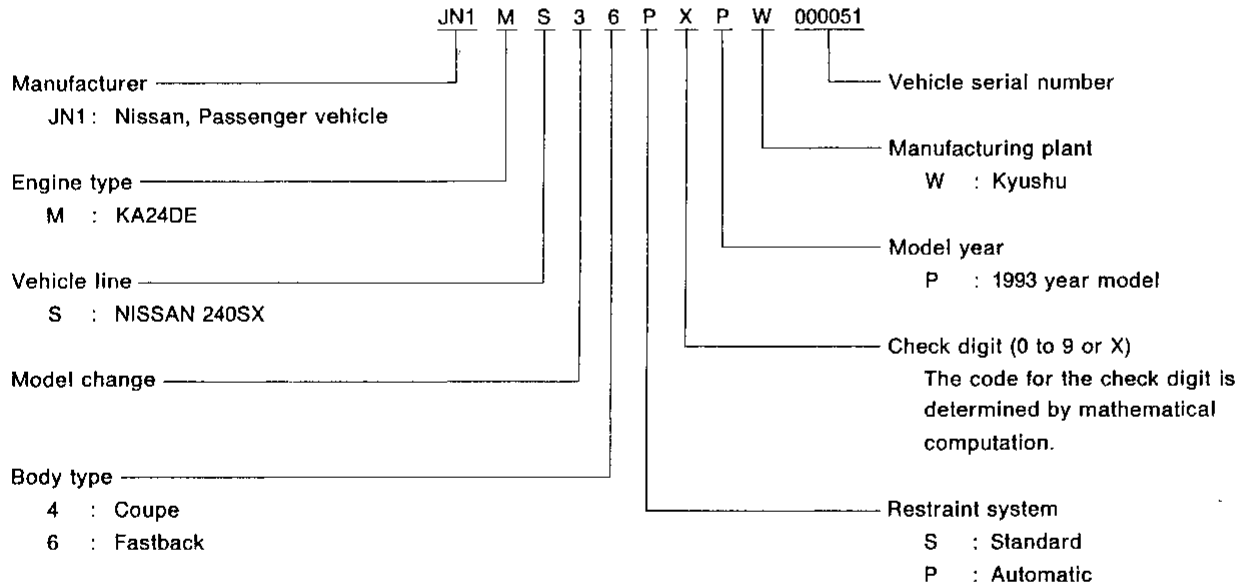 JN1 M S 3 6 P X P W 000051
Manufacturer
JN1 : Nissan, Passenger vehicle
Engine type
M : KA24DE
Vehicle line
S : NISSAN 240SX
Model change
Body type
4 : Coupe
6 : Fastback
Vehicle serial number
Manufacturing plant
W : Kyushu
Model year
P : 1993 year model
Check digit (0 to 9 or X)
The code for the check digit is
determined by mathematical
computation.
Restraint system
S : Standard
P : Automatic